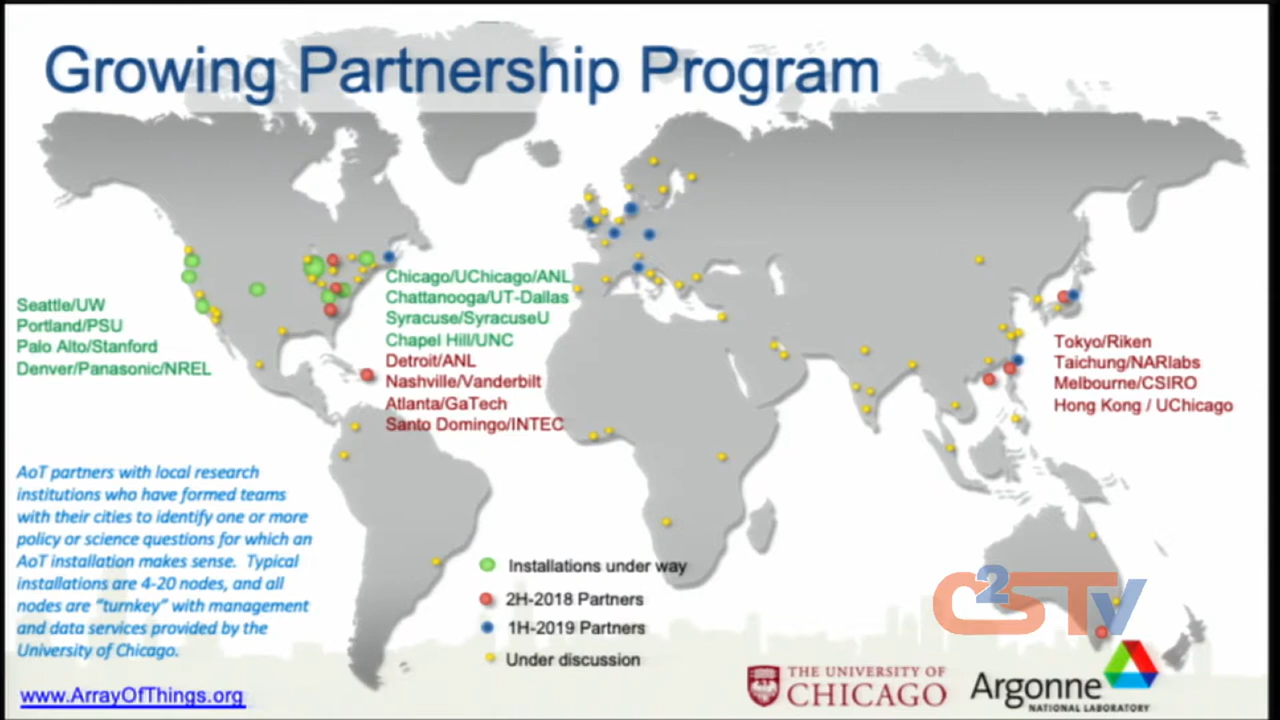 Growing Partnership Program
Seattle/UW
Portland/PSU
Palo Alto/Stanford
Denver/Panasonic/NREL
Chicago/UChicago/ANL
Chattanooga/UT-Dallas
Syracuse/SyracuseU
Chapel Hill/UNC
Detroit/ANL
Nashville/Vanderbilt
Atlanta/GaTech
Santo Domingo/INTEC
Tokyo/Riken
Taichung/NARlabs
Melbourne/CSIRO
Hong Kong / UChicago
AoT partners with local research
institutions who have formed teams
with their cities to identify one or more
policy or science questions for which an
AoT installation makes sense. Typical
installations are 4-20 nodes, and all
nodes are “turnkey” with management
and data services provided by the
University of Chicago.
www.ArrayOfThings.org
Installations under way
2H-2018 Partners
1H-2019 Partners
Under discussion
C2STV
THE UNIVERSITY OF
CHICAGO
Argonne
NATIONAL LABORATORY